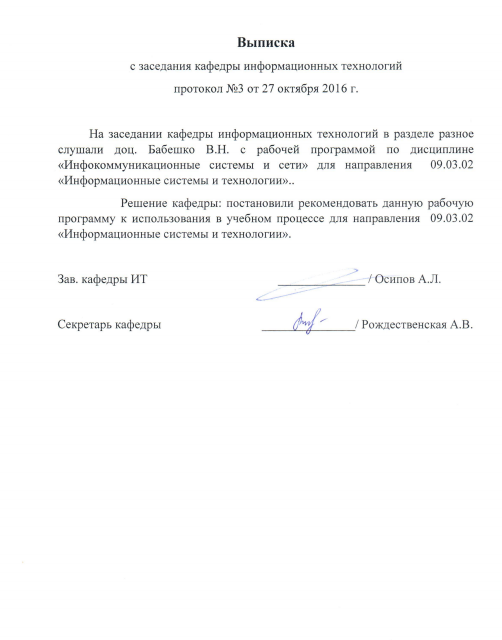 Выписка
с заседания кафедры информационных технологий
протокол №3 от 27 октября 2016 г.
На заседании кафедры информационных технологий в разделе разное
слушали доц. Бабешко В.Н. с рабочей программой по дисциплине
«Инфокоммуникационные системы и сети» для направления 09.03.02
«Информационные системы и технологии»..
Решение кафедры: постановили рекомендовать данную рабочую
программу к использования в учебном процессе для направления 09.03.02
«Информационные системы и технологии».
Зав. кафедры ИТ ______________/ Осипов А.Л.
Секретарь кафедры _______________/ Рождественская А.В.